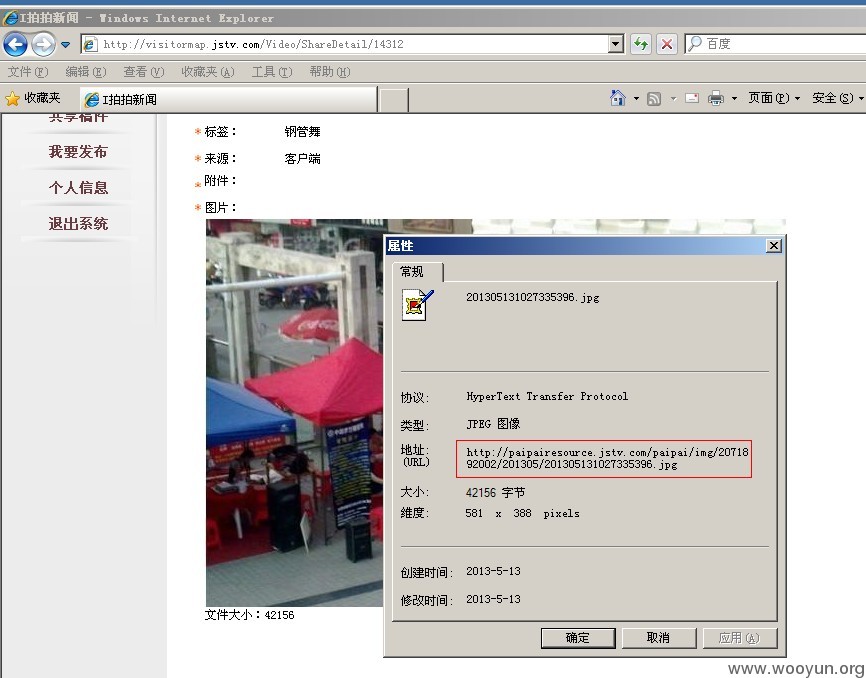 I拍拍新闻 - Windows Internet Explorer
http://visitormap.jstv.com/Video/ShareDetail/14312
百度
文件(F) 编辑(E) 查看(V) 收藏夹(A) 工具(T) 帮助(H)
收藏夹 I拍拍新闻 页面(P) 安全(S)
共享稿件
我要发布
个人信息
退出系统
*标签： 钢管舞
*来源： 客户端
*附件：
*图片：
属性
常规
201305131027335396.jpg
协议: HyperText Transfer Protocol
类型: JPEG 图像
地址: http://paipairesource.jstv.com/paipai/img/20718
(URL) 92002/201305/201305131027335396.jpg
大小: 42156 字节
维度: 581 x 388 pixels
创建时间: 2013-5-13
修改时间: 2013-5-13
确定 取消 应用(A)
文件大小：42156
www.wooyun.org